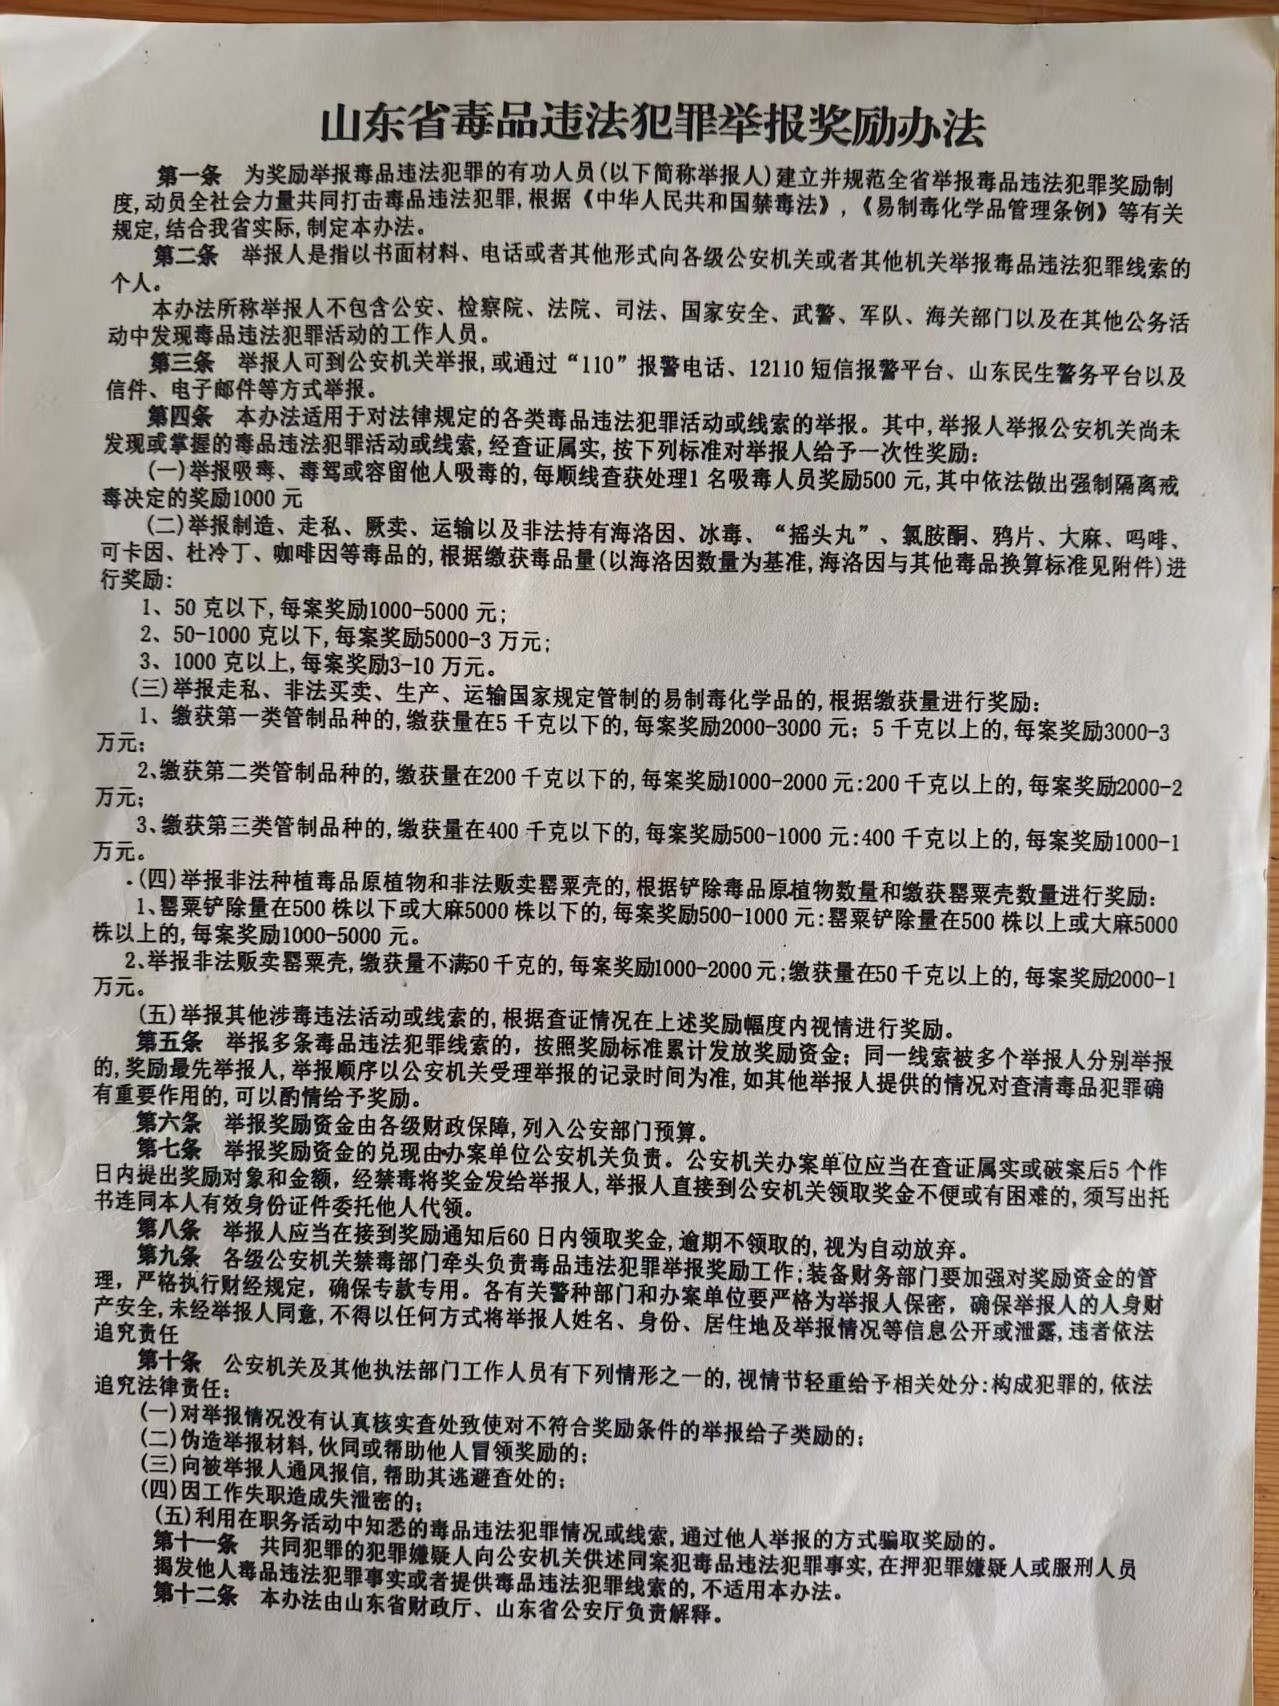 山东省毒品违法犯罪举报奖励办法
第一条 为奖励举报毒品违法犯罪的有功人员(以下简称举报人)建立并规范全省举报毒品违法犯罪奖励制
度,动员全社会力量共同打击毒品违法犯罪,根据《中华人民共和国禁毒法》,《易制毒化学品管理条例》等有关
规定,结合我省实际,制定本办法。
第二条 举报人是指以书面材料、电话或者其他形式向各级公安机关或者其他机关举报毒品违法犯罪线索的
个人。
本办法所称举报人不包含公安、检察院、法院、司法、国家安全、武警、军队、海关部门以及在其他公务活
动中发现毒品违法犯罪活动的工作人员。
第三条 举报人可到公安机关举报,或通过“110”报警电话、12110 短信报警平台、山东民生警务平台以及
信件、电子邮件等方式举报。
第四条 本办法适用于对法律规定的各类毒品违法犯罪活动或线索的举报。其中,举报人举报公安机关尚未
发现或掌握的毒品违法犯罪活动或线索,经查证属实,按下列标准对举报人给予一次性奖励:
(一)举报吸毒、毒驾或容留他人吸毒的,每顺线查获处理1 名吸毒人员奖励500 元,其中依法做出强制隔离戒
毒决定的奖励1000 元
(二)举报制造、走私、厥卖、运输以及非法持有海洛因、冰毒、“摇头丸”、氯胺酮、鸦片、大麻、吗啡、
可卡因、杜冷丁、咖啡因等毒品的,根据缴获毒品量(以海洛因数量为基准,海洛因与其他毒品换算标准见附件)进
行奖励:
1、50 克以下,每案奖励1000-5000 元;
2、50-1000 克以下,每案奖励5000-3 万元;
3、1000 克以上,每案奖励3-10 万元。
(三)举报走私、非法买卖、生产、运输国家规定管制的易制毒化学品的,根据缴获量进行奖励:
1、缴获第一类管制品种的,缴获量在5 千克以下的,每案奖励2000-3000 元; 5 千克以上的,每案奖励3000-3
万元;
2、缴获第二类管制品种的,缴获量在200 千克以下的,每案奖励1000-2000 元:200 千克以上的,每案奖励2000-2
万元;
3、缴获第三类管制品种的,缴获量在400 千克以下的,每案奖励500-1000 元:400 千克以上的,每案奖励1000-1
万元。
(四)举报非法种植毒品原植物和非法贩卖罂粟壳的,根据铲除毒品原植物数量和缴获罂粟壳数量进行奖励:
1、罂粟铲除量在500 株以下或大麻5000 株以下的,每案奖励500-1000 元:罂粟铲除量在500 株以上或大麻5000
株以上的,每案奖励1000-5000 元。
2、举报非法贩卖罂粟壳,缴获量不满50 千克的,每案奖励1000-2000 元;缴获量在50 千克以上的,每案奖励2000-1
万元。
(五)举报其他涉毒违法活动或线索的,根据查证情况在上述奖励幅度内视情进行奖励。
第五条 举报多条毒品违法犯罪线索的,按照奖励标准累计发放奖励资金;同一线索被多个举报人分别举报
的,奖励最先举报人,举报顺序以公安机关受理举报的记录时间为准,如其他举报人提供的情况对查清毒品犯罪确
有重要作用的,可以酌情给予奖励。
第六条 举报奖励资金由各级财政保障,列入公安部门预算。
第七条 举报奖励资金的兑现由办案单位公安机关负责。公安机关办案单位应当在查证属实或破案后5 个作
日内提出奖励对象和金额,经禁毒将奖金发给举报人,举报人直接到公安机关领取奖金不便或有困难的,须写出托
书连同本人有效身份证件委托他人代领。
第八条 举报人应当在接到奖励通知后60 日内领取奖金,逾期不领取的,视为自动放弃。
第九条 各级公安机关禁毒部门牵头负责毒品违法犯罪举报奖励工作;装备财务部门要加强对奖励资金的管
理,严格执行财经规定,确保专款专用。各有关警种部门和办案单位要严格为举报人保密,确保举报人的人身财
产安全,未经举报人同意,不得以任何方式将举报人姓名、身份、居住地及举报情况等信息公开或泄露,违者依法
追究责任
第十条 公安机关及其他执法部门工作人员有下列情形之一的,视情节轻重给予相关处分:构成犯罪的,依法
追究法律责任:
(一)对举报情况没有认真核实查处致使对不符合奖励条件的举报给子类励的;
(二)伪造举报材料,伙同或帮助他人冒领奖励的;
(三)向被举报人通风报信,帮助其逃避查处的;
(四)因工作失职造成失泄密的;
(五)利用在职务活动中知悉的毒品违法犯罪情况或线索,通过他人举报的方式骗取奖励的。
第十一条 共同犯罪的犯罪嫌疑人向公安机关供述同案犯毒品违法犯罪事实,在押犯罪嫌疑人或服刑人员
揭发他人毒品违法犯罪事实或者提供毒品违法犯罪线索的,不适用本办法。
第十二条 本办法由山东省财政厅、山东省公安厅负责解释。